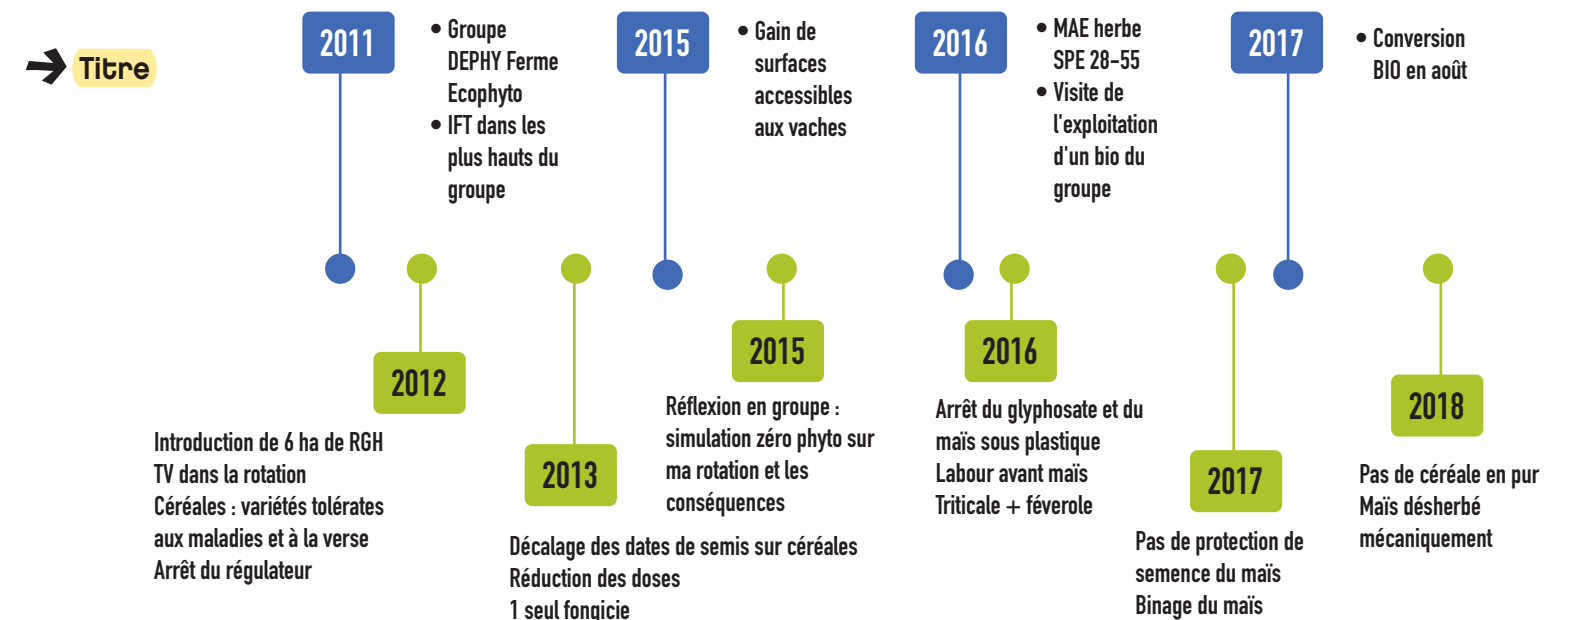 Titre
2011
• Groupe
DEPHY Ferme
Ecophyto
• IFT dans les
plus hauts du
groupe
2015
• Gain de
surfaces
accessibles
aux vaches
2016
• MAE herbe
SPE 28-55
• Visite de
l'exploitation
d'un bio du
groupe
2017
• Conversion
BIO en août
2012
Introduction de 6 ha de RGH
TV dans la rotation
Céréales : variétés tolérates
aux maladies et à la verse
Arrêt du régulateur
2013
Décalage des dates de semis sur céréales
Réduction des doses
1 seul fongicie
2015
Réflexion en groupe :
simulation zéro phyto sur
ma rotation et les
conséquences
2016
Arrêt du glyphosate et du
maïs sous plastique
Labour avant maïs
Triticale + féverole
2017
Pas de protection de
semence du maïs
Binage du maïs
2018
Pas de céréale en pur
Maïs désherbé
mécaniquement